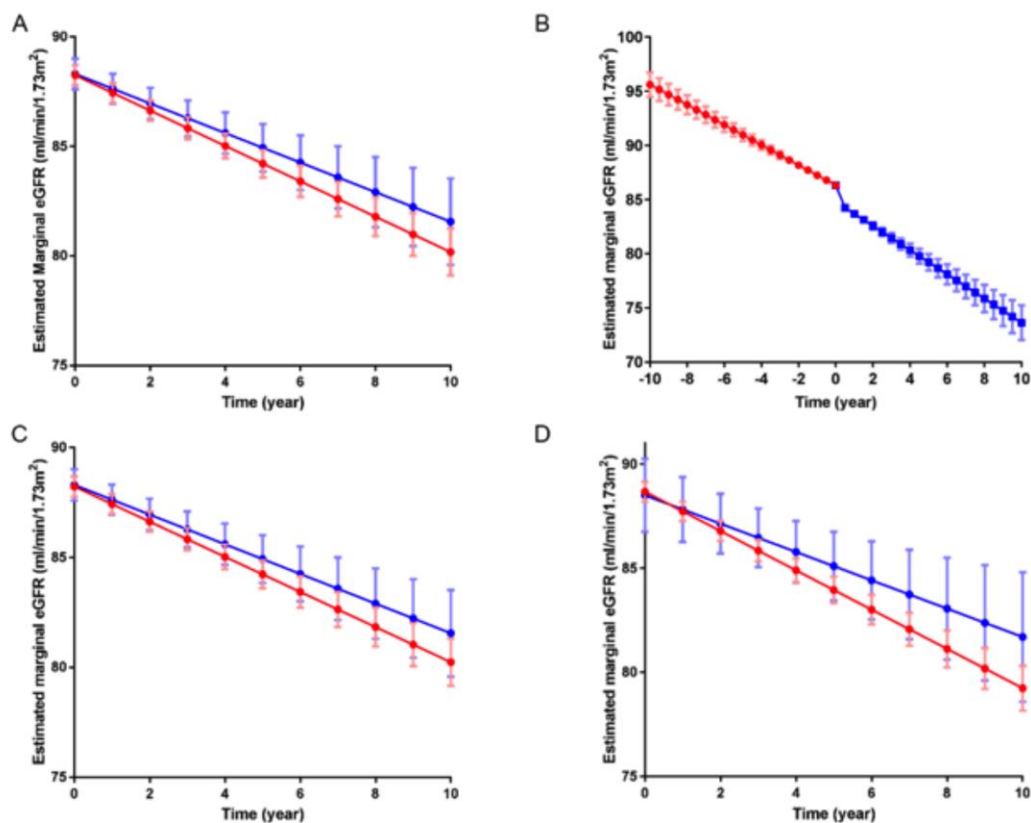 A
Estimated Marginal eGFR (ml/min/1.73m²)
90
85
80
75
0 2 4 6 8 10
Time (year)
B
Estimated marginal eGFR (ml/min/1.73m²)
100
95
90
85
80
75
70
-10 -8 -6 -4 -2 0 2 4 6 8 10
Time (year)
C
Estimated marginal eGFR (ml/min/1.73m²)
90
85
80
75
0 2 4 6 8 10
Time (year)
D
Estimated marginal eGFR (ml/min/1.73m²)
90
85
80
75
0 2 4 6 8 10
Time (year)